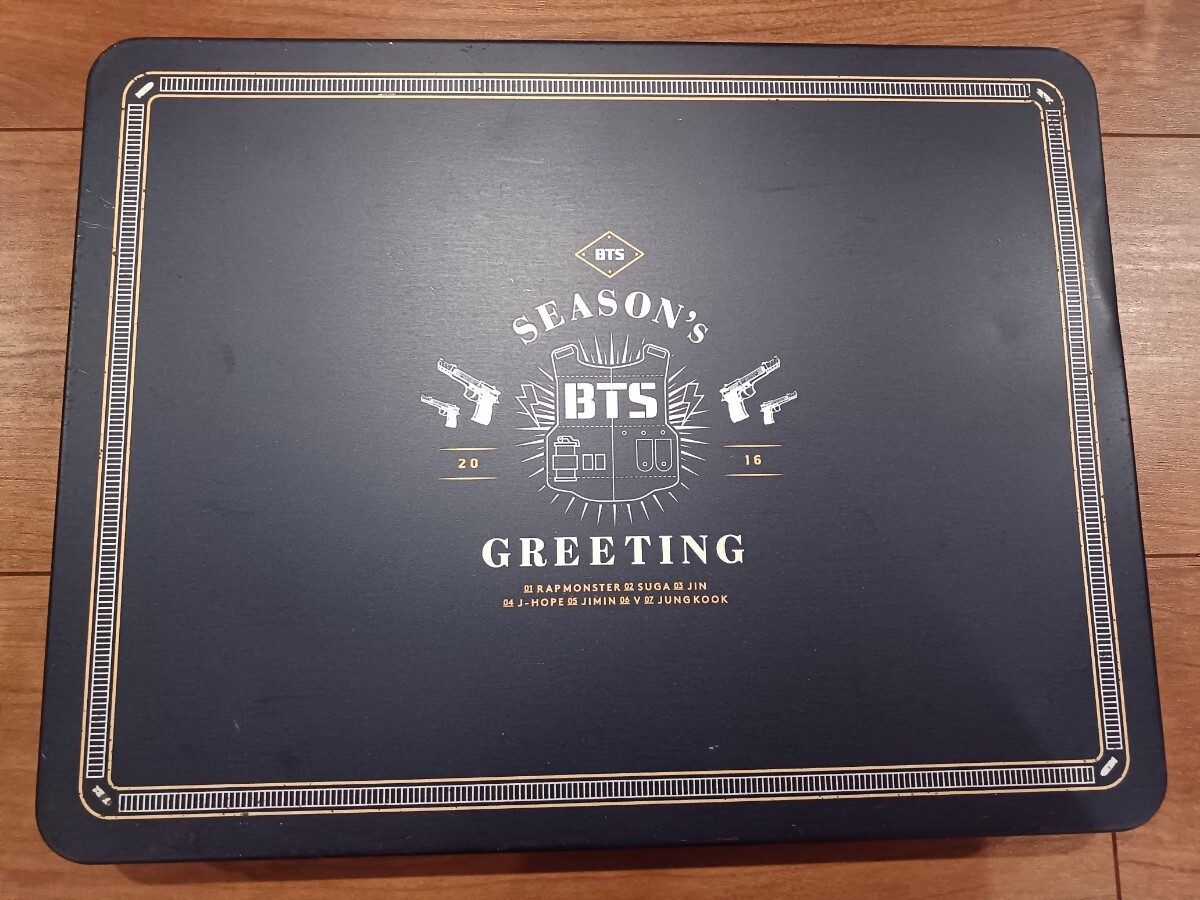 BTS
SEASON'S
BTS
20 16
GREETING
01 RAPMONSTER 02 SUGA 03 JIN
04 J-HOPE 05 JIMIN 06 V 07 JUNGKOOK